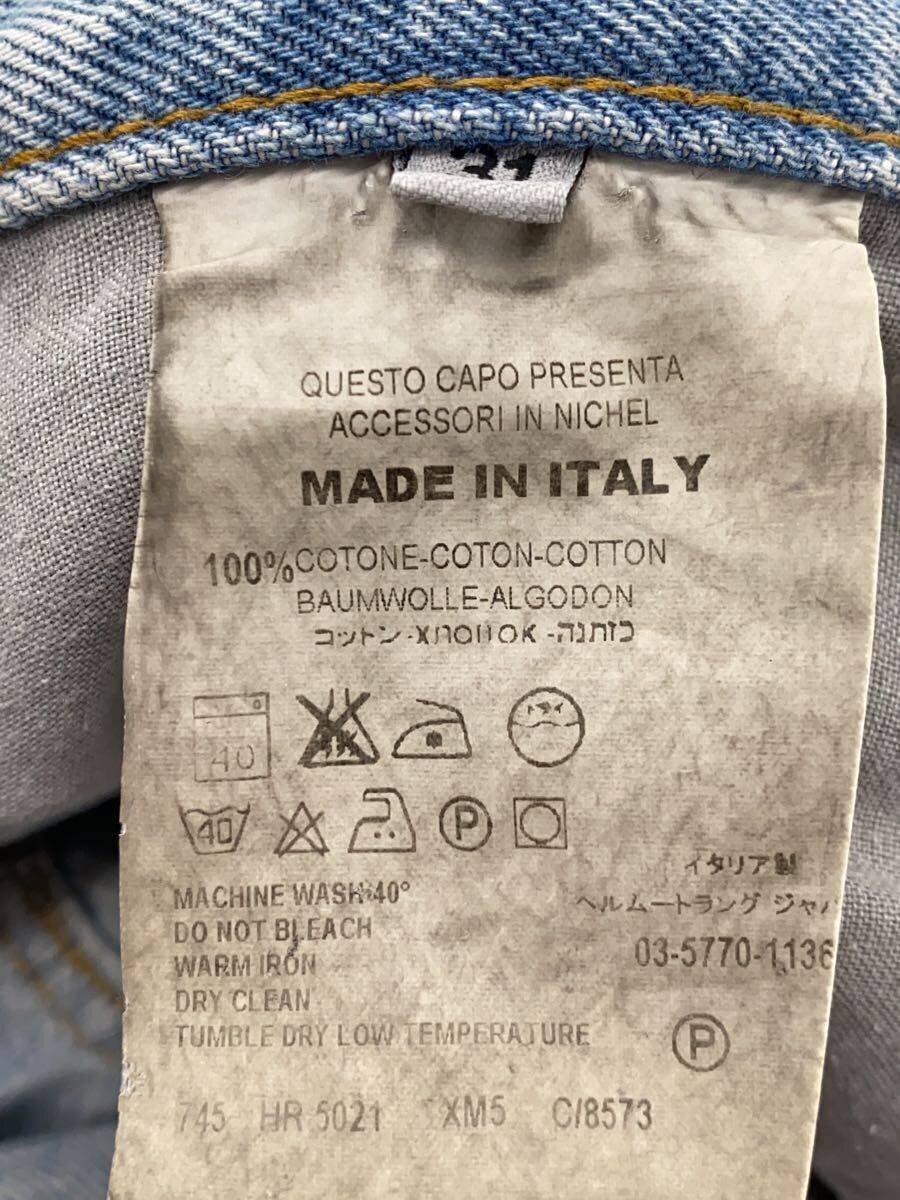 31
QUESTO CAPO PRESENTA
ACCESSORI IN NICHEL
MADE IN ITALY
100% COTONE-COTON-COTTON
BAUMWOLLE-ALGODON
コットン-ХЛОПОК -כותנה
40
40 P
MACHINE WASH 40°
DO NOT BLEACH
WARM IRON
DRY CLEAN
TUMBLE DRY LOW TEMPERATURE
イタリア製
ヘルムートラング ジャパ
03-5770-1136
P
745 HR 5021 XM5 C/8573